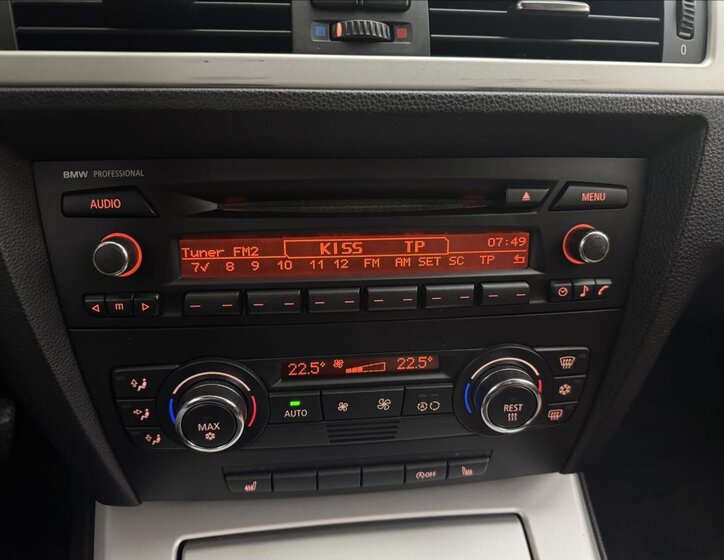 0
BMW PROFESSIONAL
AUDIO
MENU
Tuner FM2 KISS TP 07:49
7✓ 8 9 10 11 12 FM AM SET SC TP
m
22.5° 22.5°
MAX
AUTO
A
REST
OFF